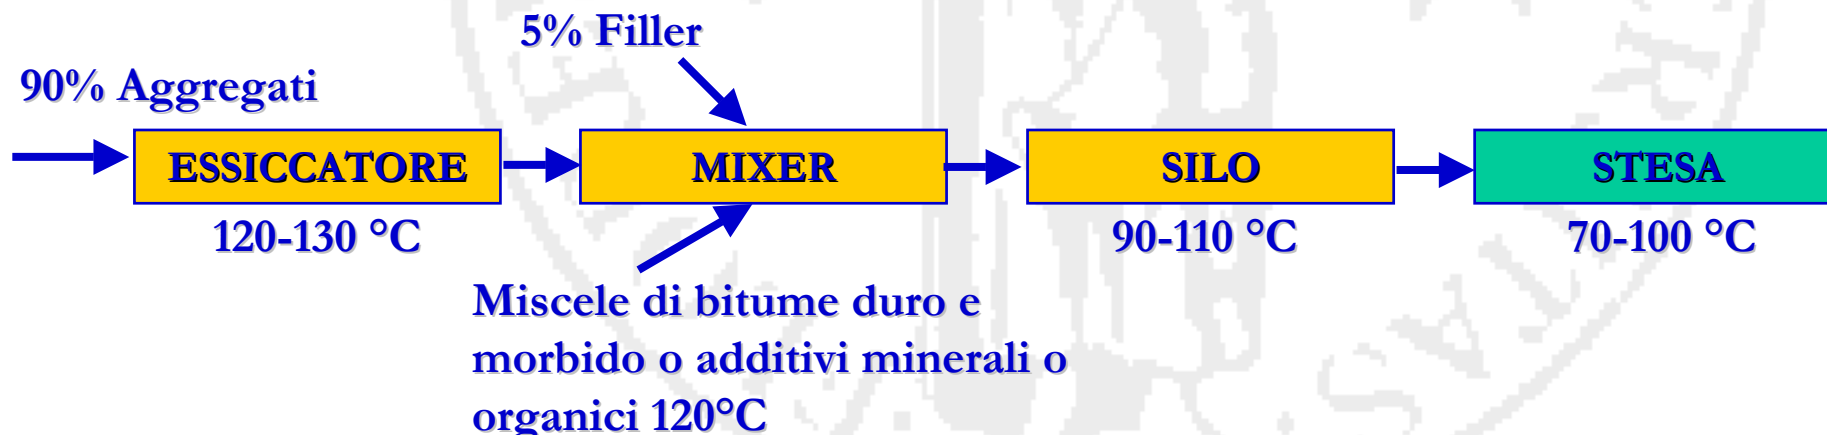 5% Filler
90% Aggregati
ESSICCATORE
MIXER
SILO
STESA
120-130 °C
90-110 °C
70-100 °C
Miscele di bitume duro e
morbido o additivi minerali o
organici 120°C